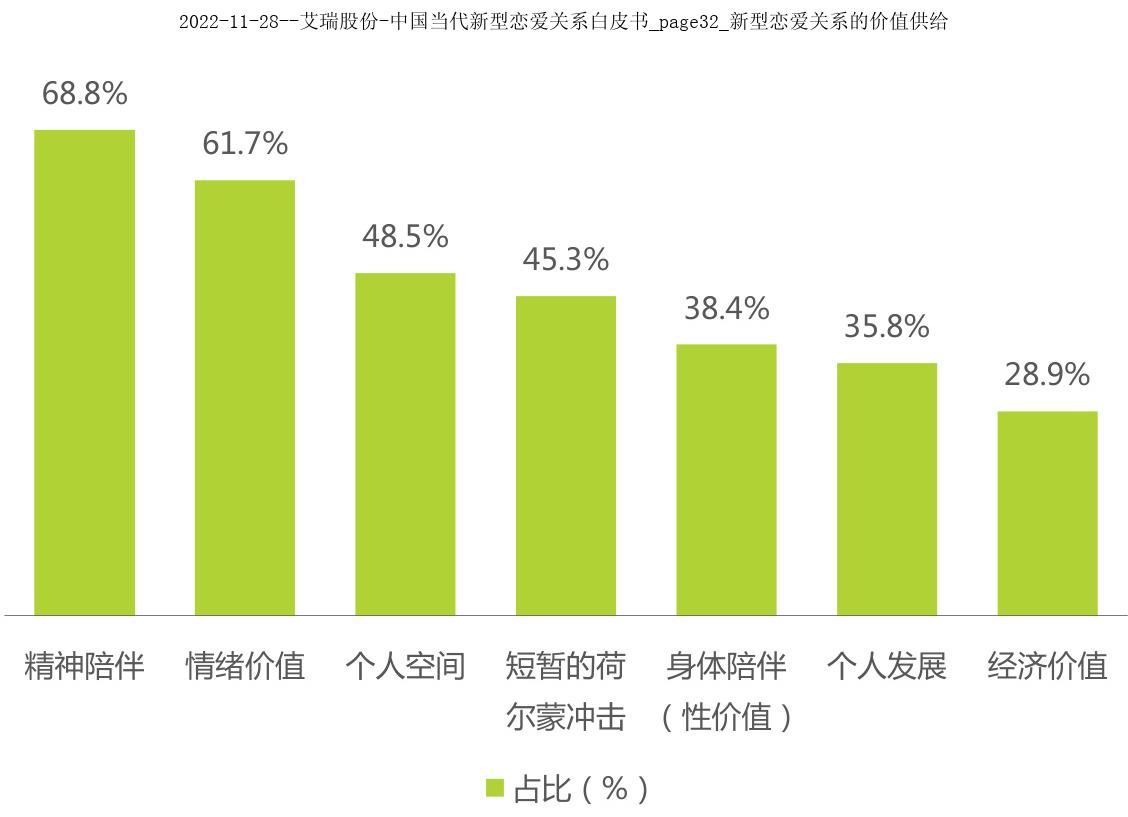 2022-11-28--艾瑞股份-中国当代新型恋爱关系白皮书_page32_新型恋爱关系的价值供给
68.8%
61.7%
48.5%
45.3%
38.4%
35.8%
28.9%
精神陪伴
情绪价值
个人空间
短暂的荷
尔蒙冲击
身体陪伴
（性价值）
个人发展
经济价值
占比（%）